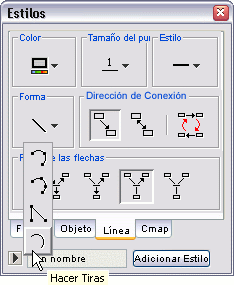 Estilos
Color
Tamaño del pu
Estilo
1
Forma
Dirección de Conexión
de las flechas
Objeto
Línea
Cmap
n nombre
Adicionar Estilo
Hacer Tiras